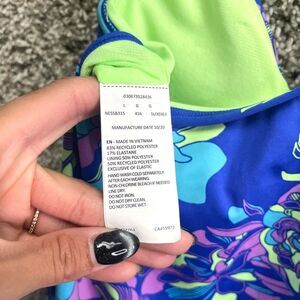 L G G
NESSB315 416
MANUFACTURE DATE 10/20
EN - MADE IN VIETNAM
83% RECYCLED POLYESTER
17% ELASTANE
LINING 50% POLYESTER
50% RECYCLED POLYESTER
EXCLUSIVE OF ELASTIC
HAND WASH COLD SEPARATELY.
AFTER EACH WEARING.
NON-CHLORINE BLEACH IF NEEDED.
LINE DRY.
DO NOT IRON.
DO NOT DRY CLEAN.
DO NOT STORE WET.